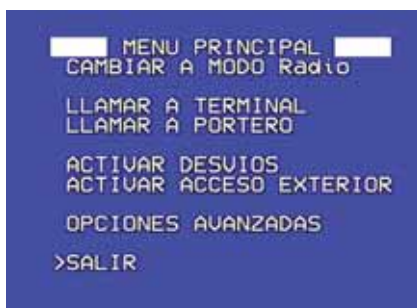 MENU PRINCIPAL
CAMBIAR A MODO Radio
LLAMAR A TERMINAL
LLAMAR A PORTERO
ACTIVAR DESVIOS
ACTIVAR ACCESO EXTERIOR
OPCIONES AVANZADAS
>SALIR